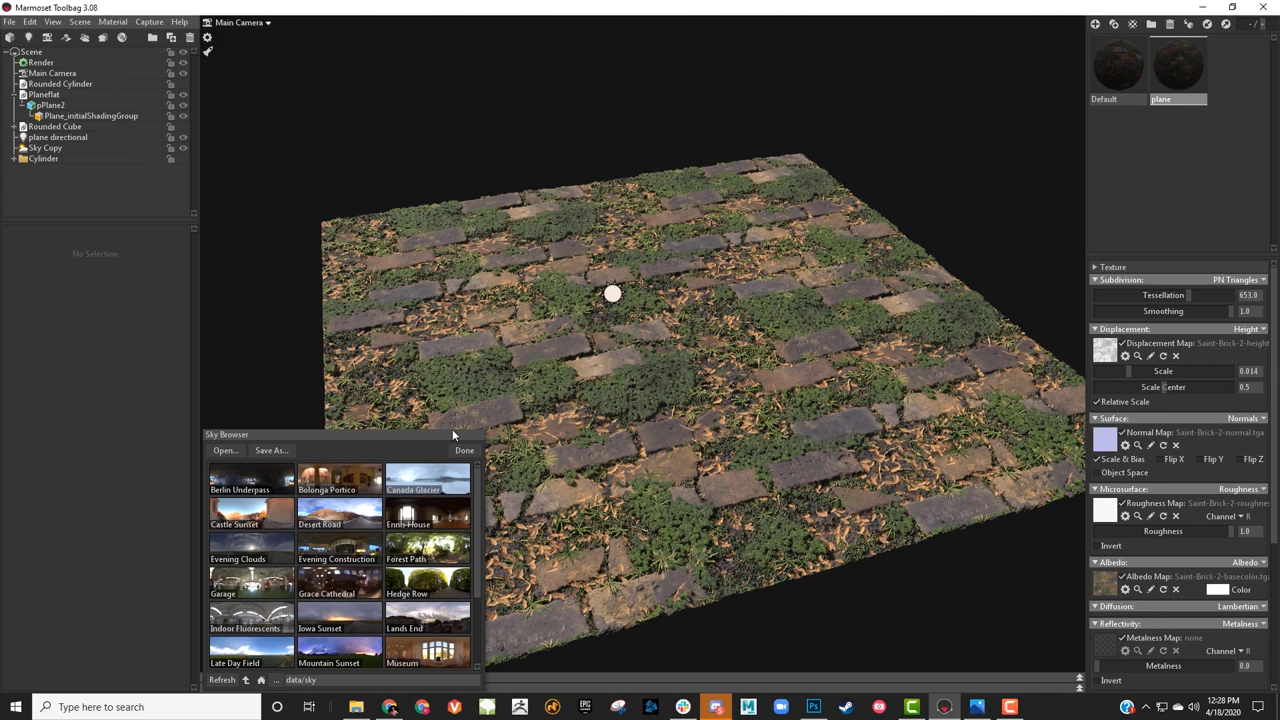 Marmoset Toolbag 3.08
File Edit View Scene Material Capture Help
Main Camera
Scene
Render
Main Camera
Rounded Cylinder
Planeflat
pPlane2
Plane_initialShadingGroup
Rounded Cube
plane directional
Sky Copy
Cylinder
No Selection
Sky Browser
Open... Save As... Done
Berlin Underpass Bolonga Portico Canada Glacier
Castle Sunset Desert Road Ennis House
Evening Clouds Evening Construction Forest Path
Garage Grace Cathedral Hedge Row
Indoor Fluorescents Iowa Sunset Lands End
Late Day Field Mountain Sunset Museum
Refresh ... data/sky
- /
Default plane
Texture
Subdivision: PN Triangles
Tessellation 653.0
Smoothing 1.0
Displacement: Height
Displacement Map: Saint-Brick-2-height
Scale 0.014
Scale Center 0.5
Relative Scale
Surface: Normals
Normal Map: Saint-Brick-2-normal.tga
Scale & Bias Flip X Flip Y Flip Z
Object Space
Microsurface: Roughness
Roughness Map: Saint-Brick-2-roughnes
Channel R
Roughness 1.0
Invert
Albedo: Albedo
Albedo Map: Saint-Brick-2-basecolor.tga
Color
Diffusion: Lambertian
Reflectivity: Metalness
Metalness Map: none
Channel R
Metalness 0.0
Invert
Type here to search
12:28 PM
4/18/2020